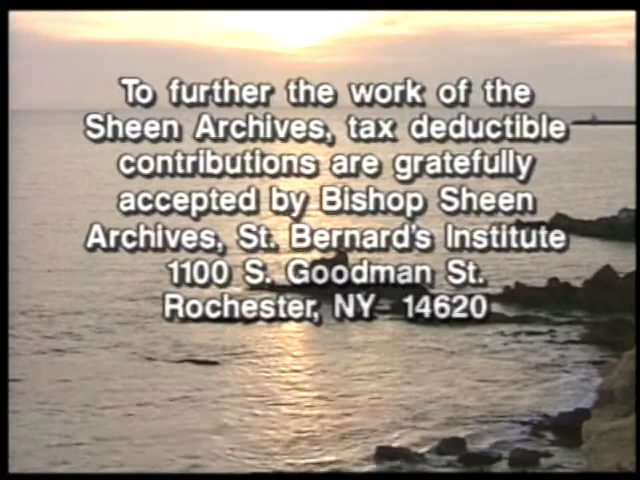 To further the work of the
Sheen Archives, tax deductible
contributions are gratefully
accepted by Bishop Sheen
Archives, St. Bernard's Institute
1100 S. Goodman St.
Rochester, NY 14620